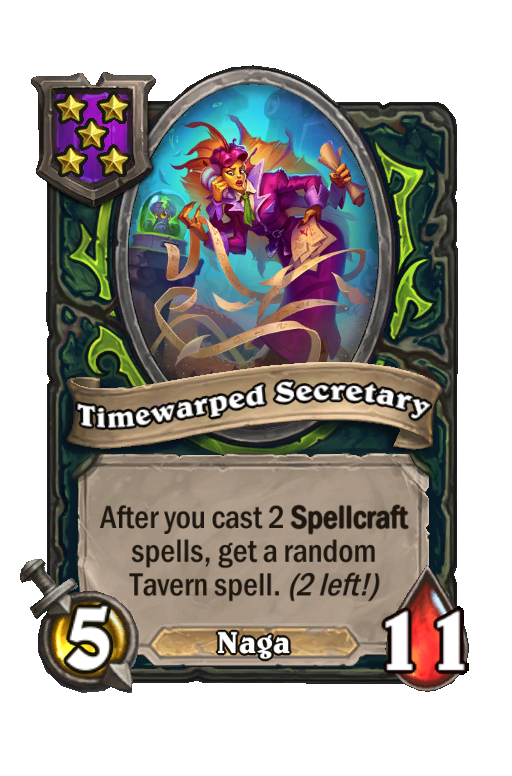 Timewarped Secretary
After you cast 2 Spellcraft
spells, get a random
Tavern spell. (2 left!)
5
Naga
11